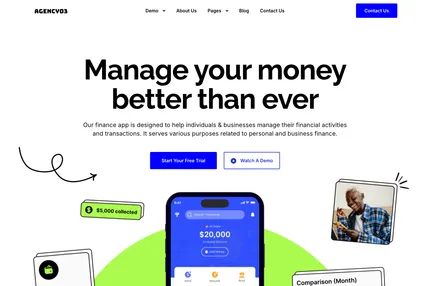 AGENCY03
Demo
About Us
Pages
Blog
Contact Us
Contact Us
Manage your money
better than ever
Our finance app is designed to help individuals & businesses manage their financial activities
and transactions. It serves various purposes related to personal and business finance.
Start Your Free Trial
Watch A Demo
$5,000 collected
$20,000
Comparison (Month)